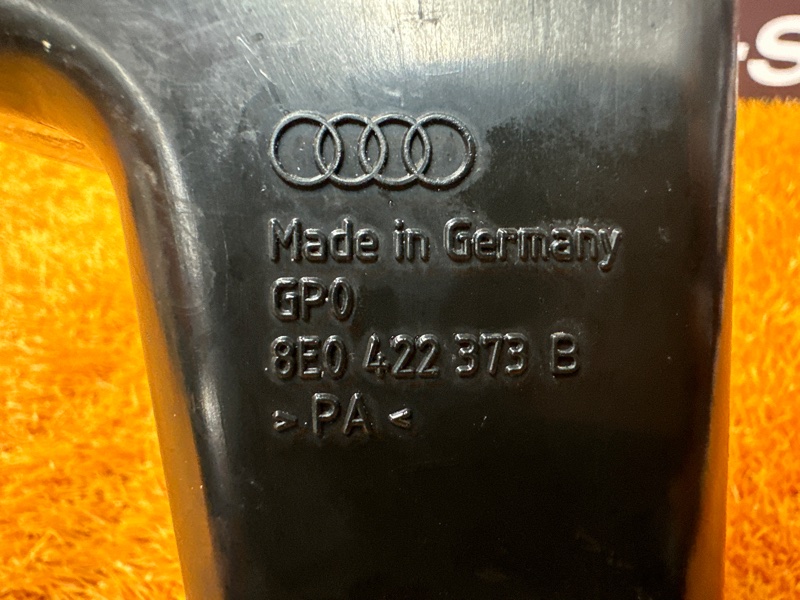 Made in Germany
GP0
8E0 422 373 B
>PA<